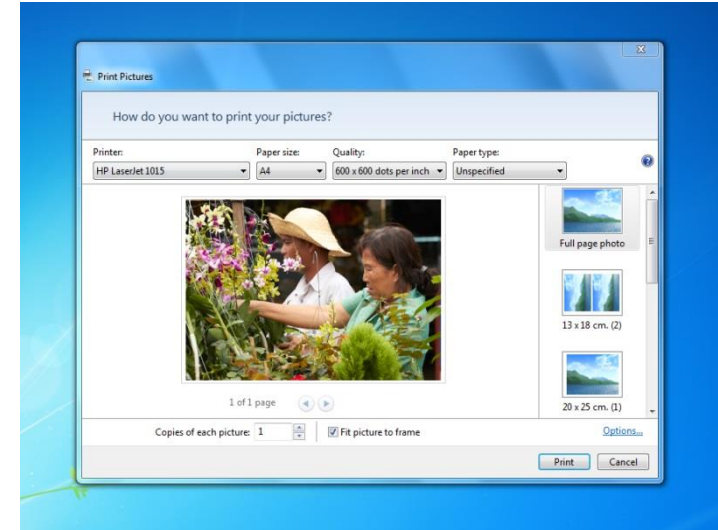 Print Pictures
How do you want to print your pictures?
Printer: Paper size: Quality: Paper type:
HP LaserJet 1015 A4 600 x 600 dots per inch Unspecified
Full page photo
13 x 18 cm. (2)
20 x 25 cm. (1)
1 of 1 page
Copies of each picture: 1 Fit picture to frame Options...
Print Cancel